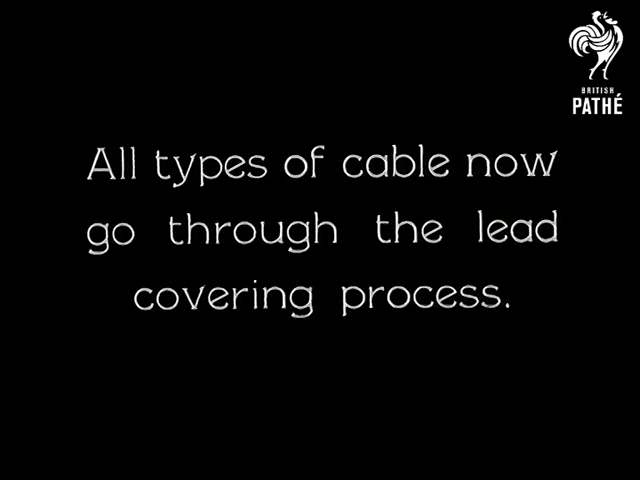 BRITISH
PATHÉ
All types of cable now
go through the lead
covering process.